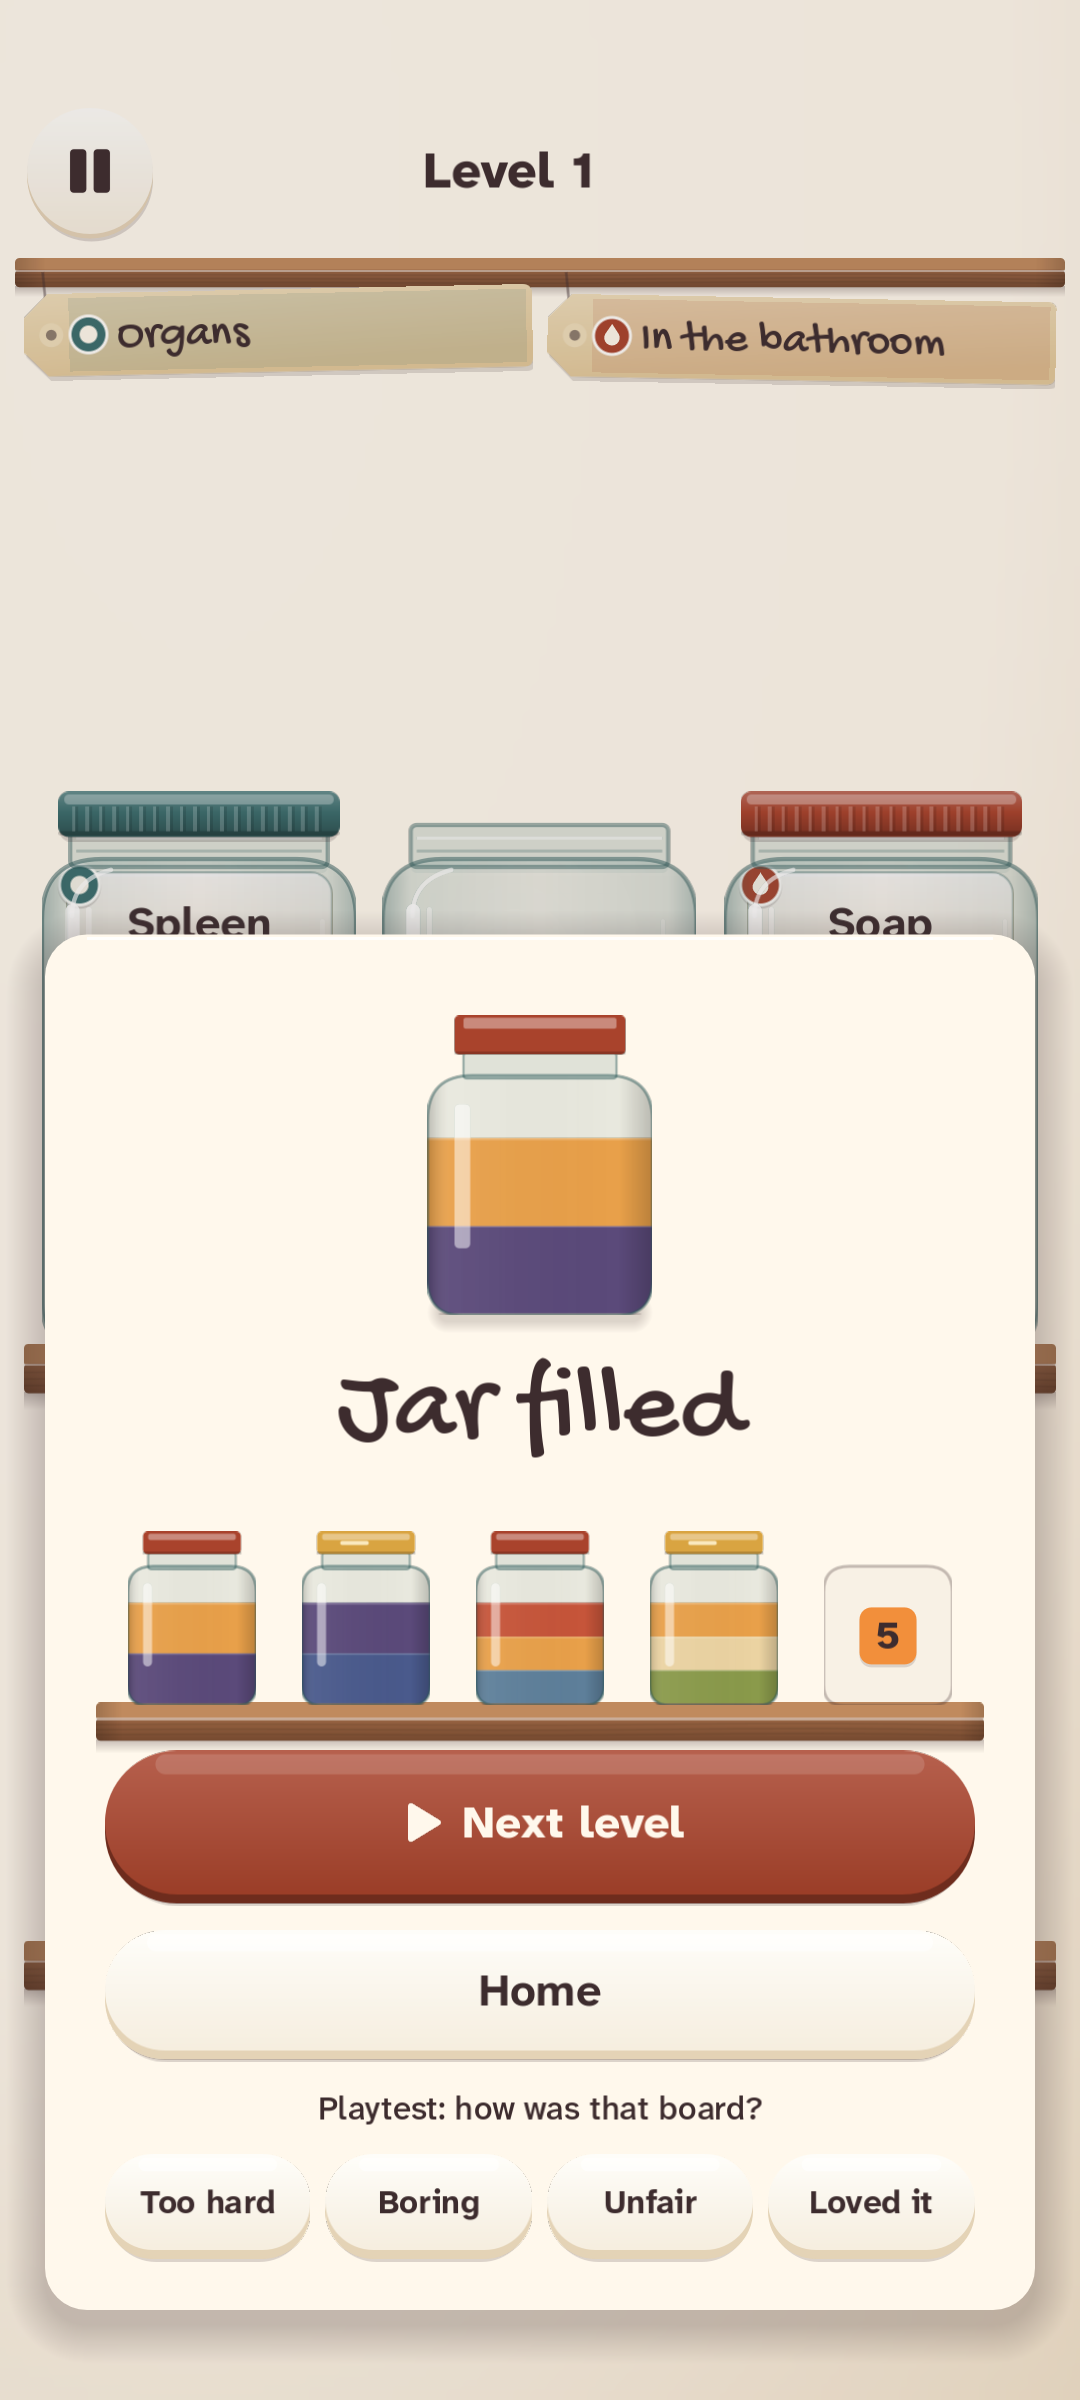 Level 1
organs
In the bathroom
Spleen
Soap
Jar filled
5
Next level
Home
Playtest: how was that board?
Too hard
Boring
Unfair
Loved it